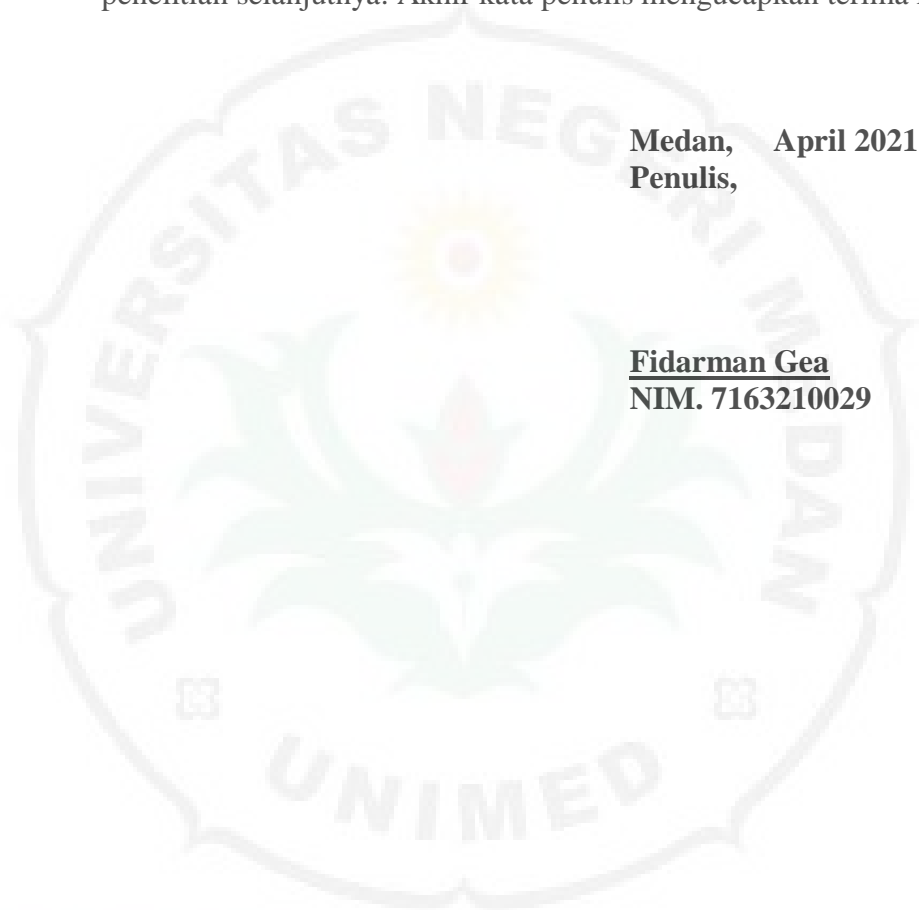 penelitian selanjutnya. Akhir kata penulis mengucapkan terima
Medan, April 2021
Penulis,
Fidarman Gea
NIM. 7163210029
UNIVERSITAS NEGERI MEDAN
UNIMED